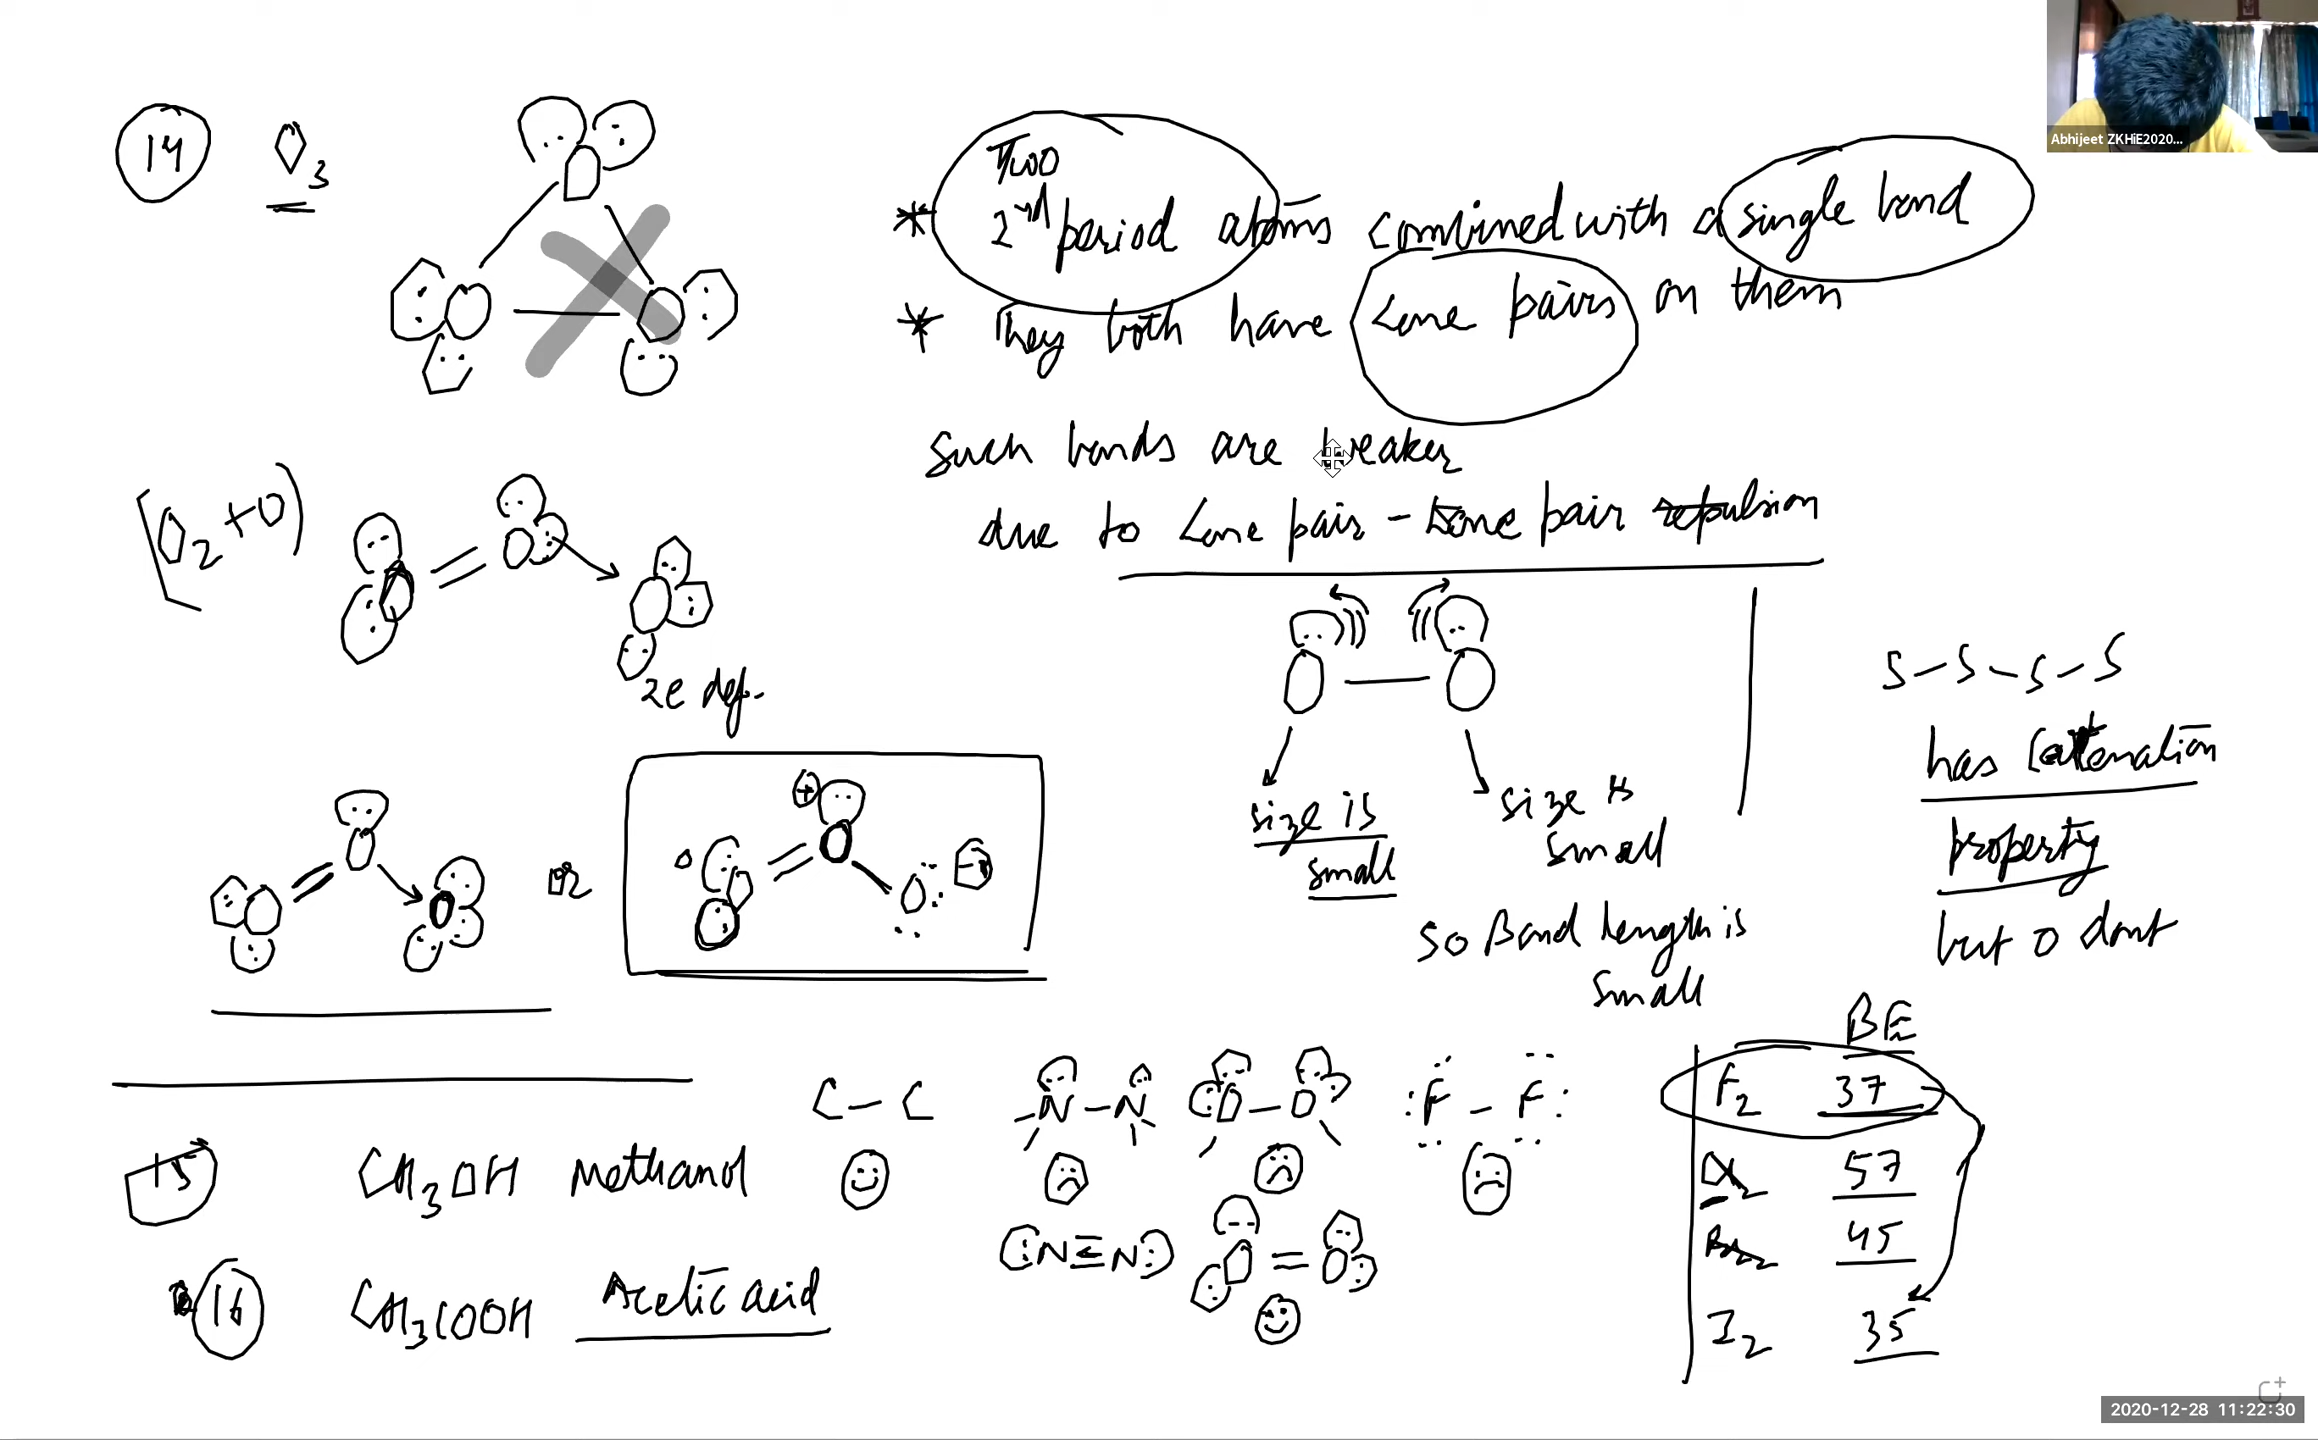 Abhijeet ZKHiE2020...
14 O3
Two
* 2nd period atoms combined with a single bond
* They both have Lone pairs on them
Such bonds are weaker
due to Lone pair - Lone pair repulsion
[O2 + O)
O = O → O
2e def.
O — O
size is
small
size is
small
So Bond length is
small
S - S - S - S
has Catenation
property
but O dont
O = O → O or O = O — O
⊕ ⊖
BE
F2 37
Cl2 57
Br2 45
I2 35
C - C
N - N
O - O
F - F
N ≡ N
O = O
15 CH3OH Methanol
16 CH3COOH Acetic acid
2020-12-28 11:22:30